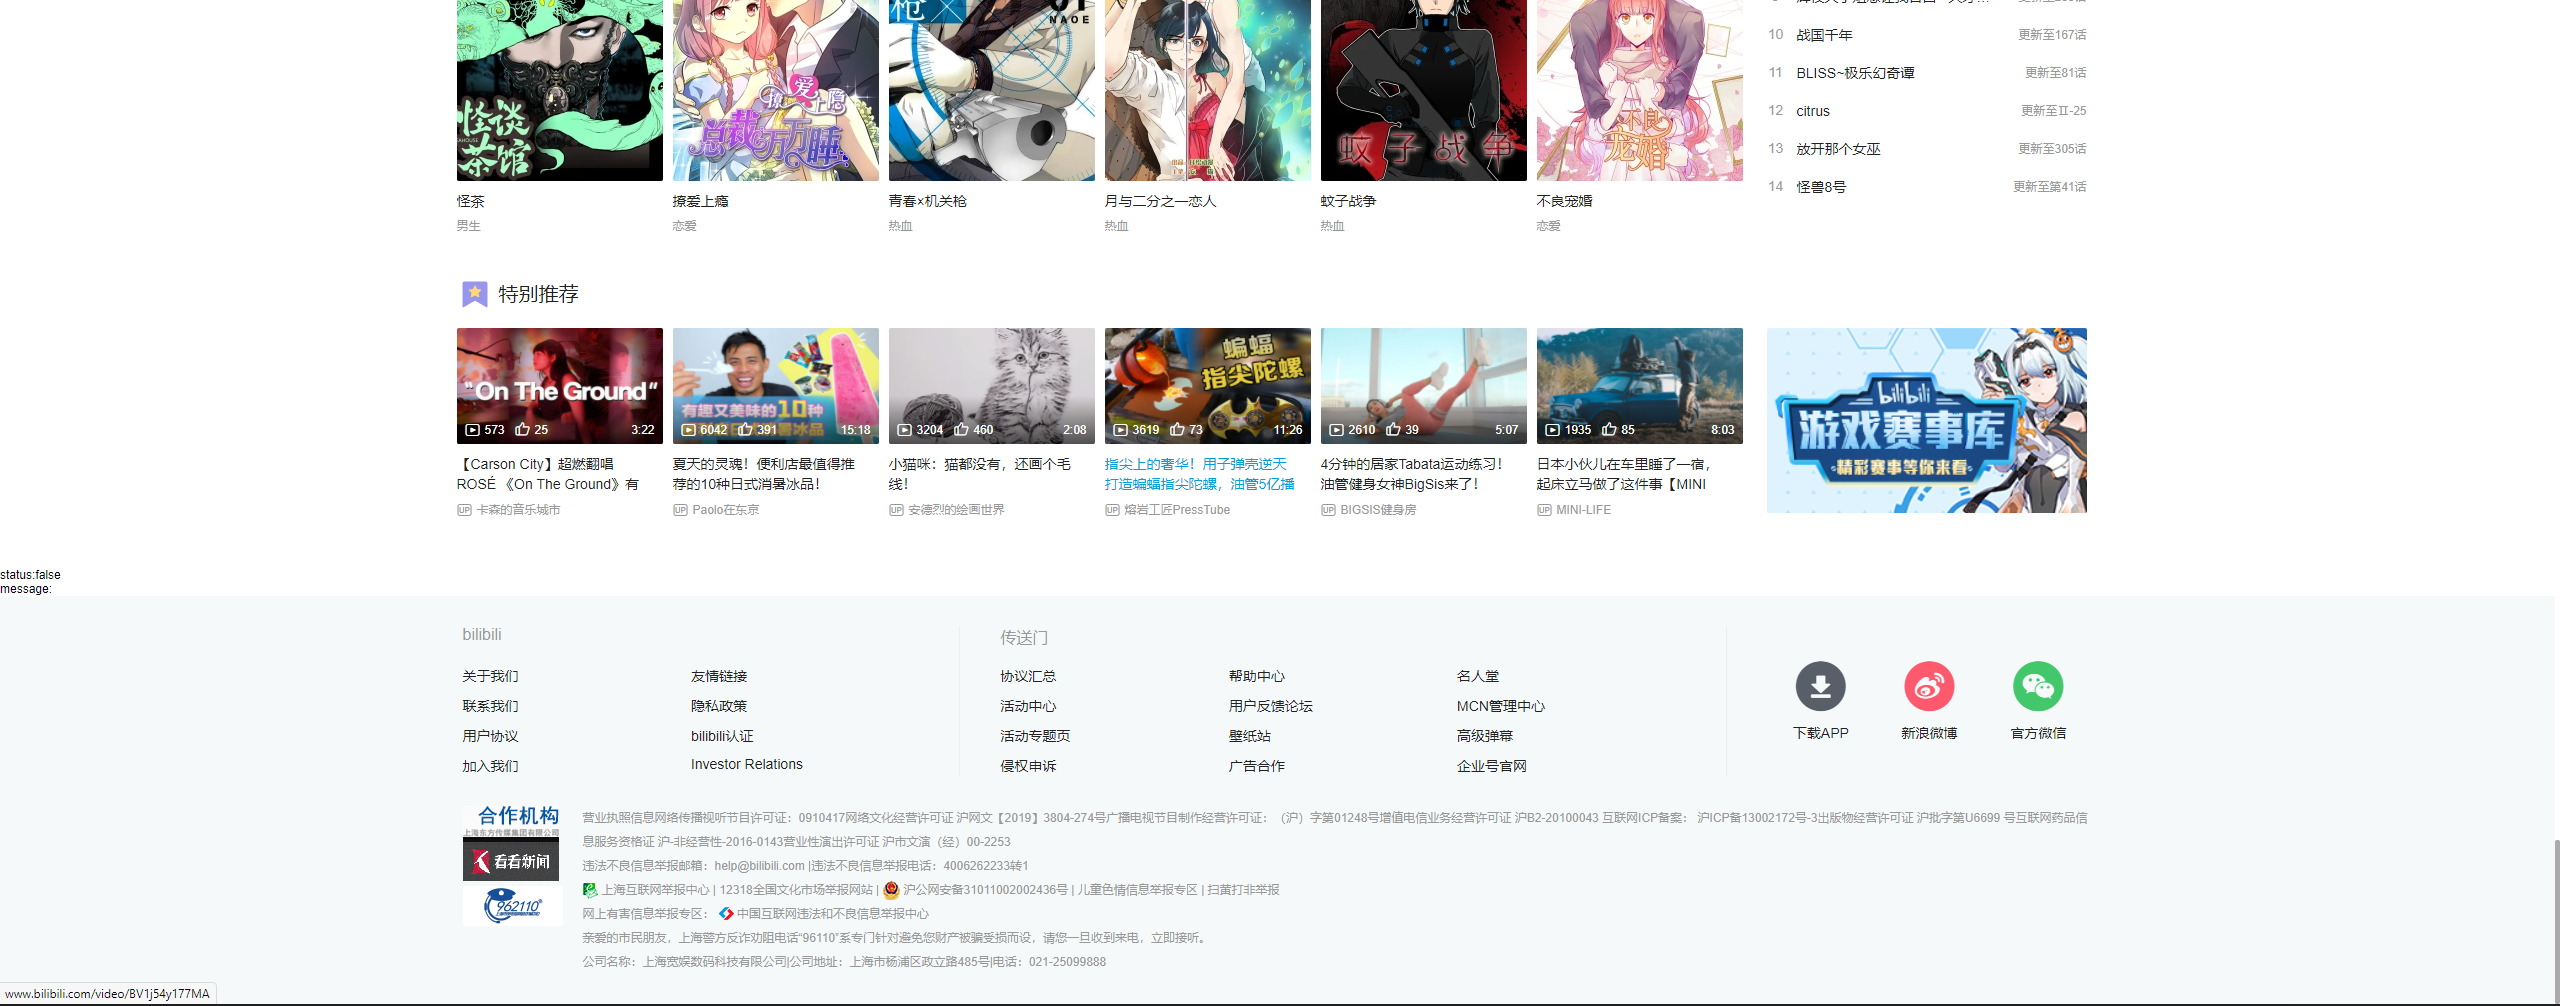 枪
01
NAOE
怪谈
茶馆
撩爱上隐
总裁万万睡
蚊子战争
不良
宠婚
怪茶
男生
撩爱上瘾
恋爱
青春×机关枪
热血
月与二分之一恋人
热血
蚊子战争
热血
不良宠婚
恋爱
10 战国千年 更新至167话
11 BLISS~极乐幻奇谭 更新至81话
12 citrus 更新至II-25
13 放开那个女巫 更新至305话
14 怪兽8号 更新至第41话
特别推荐
“On The Ground”
573 25 3:22
【Carson City】超燃翻唱
ROSÉ 《On The Ground》有
UP 卡森的音乐城市
有趣又美味的10种
6042 391 15:18
夏天的灵魂！便利店最值得推
荐的10种日式消暑冰品！
UP Paolo在东京
3204 460 2:08
小猫咪：猫都没有，还画个毛
线！
UP 安德烈的绘画世界
蝙蝠
指尖陀螺
3619 73 11:26
指尖上的奢华！用子弹壳逆天
打造蝙蝠指尖陀螺，油管5亿播
UP 熔岩工匠PressTube
2610 39 5:07
4分钟的居家Tabata运动练习！
油管健身女神BigSis来了！
UP BIGSIS健身房
1935 85 8:03
日本小伙儿在车里睡了一宿，
起床立马做了这件事【MINI
UP MINI-LIFE
bilibili
游戏赛事库
精彩赛事等你来看
status:false
message:
bilibili
关于我们 友情链接
联系我们 隐私政策
用户协议 bilibili认证
加入我们 Investor Relations
传送门
协议汇总 帮助中心 名人堂
活动中心 用户反馈论坛 MCN管理中心
活动专题页 壁纸站 高级弹幕
侵权申诉 广告合作 企业号官网
下载APP 新浪微博 官方微信
合作机构
上海东方传媒集团有限公司
看看新闻
962110
营业执照信息网络传播视听节目许可证：0910417网络文化经营许可证 沪网文【2019】3804-274号广播电视节目制作经营许可证：（沪）字第01248号增值电信业务经营许可证 沪B2-20100043 互联网ICP备案： 沪ICP备13002172号-3出版物经营许可证 沪批字第U6699 号互联网药品信
息服务资格证 沪-非经营性-2016-0143营业性演出许可证 沪市文演（经）00-2253
违法不良信息举报邮箱：help@bilibili.com |违法不良信息举报电话：4006262233转1
上海互联网举报中心 | 12318全国文化市场举报网站 | 沪公网安备31011002002436号 | 儿童色情信息举报专区 | 扫黄打非举报
网上有害信息举报专区： 中国互联网违法和不良信息举报中心
亲爱的市民朋友，上海警方反诈劝阻电话“96110”系专门针对避免您财产被骗受损而设，请您一旦收到来电，立即接听。
公司名称：上海宽娱数码科技有限公司|公司地址：上海市杨浦区政立路485号|电话：021-25099888
www.bilibili.com/video/BV1j54y177MA